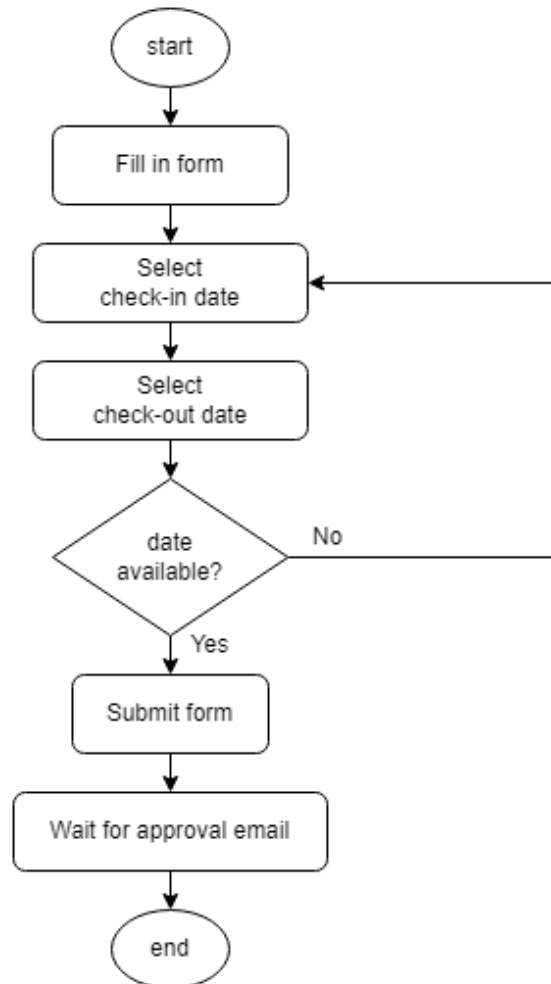 start
Fill in form
Select
check-in date
Select
check-out date
date
available?
No
Yes
Submit form
Wait for approval email
end